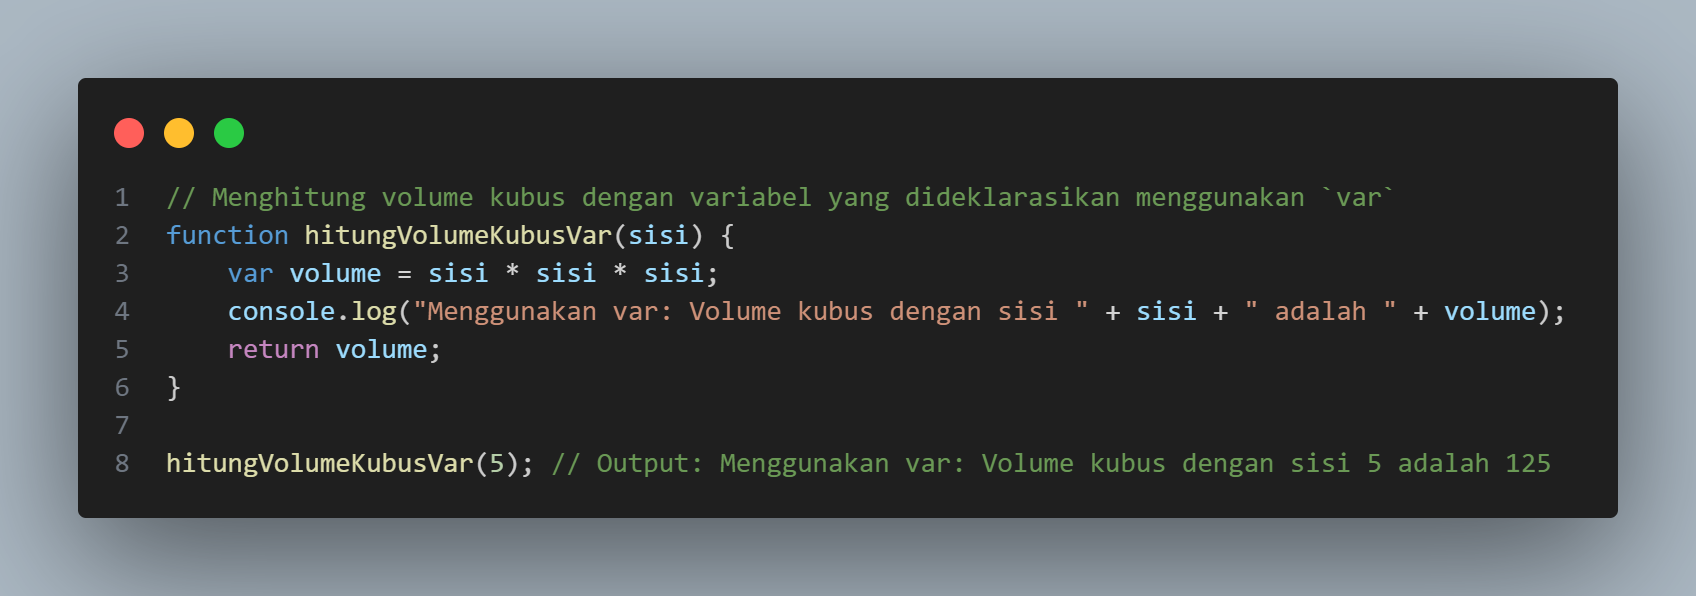 1 // Menghitung volume kubus dengan variabel yang dideklarasikan menggunakan `var`
2 function hitungVolumeKubusVar(sisi) {
3     var volume = sisi * sisi * sisi;
4     console.log("Menggunakan var: Volume kubus dengan sisi " + sisi + " adalah " + volume);
5     return volume;
6 }
7
8 hitungVolumeKubusVar(5); // Output: Menggunakan var: Volume kubus dengan sisi 5 adalah 125